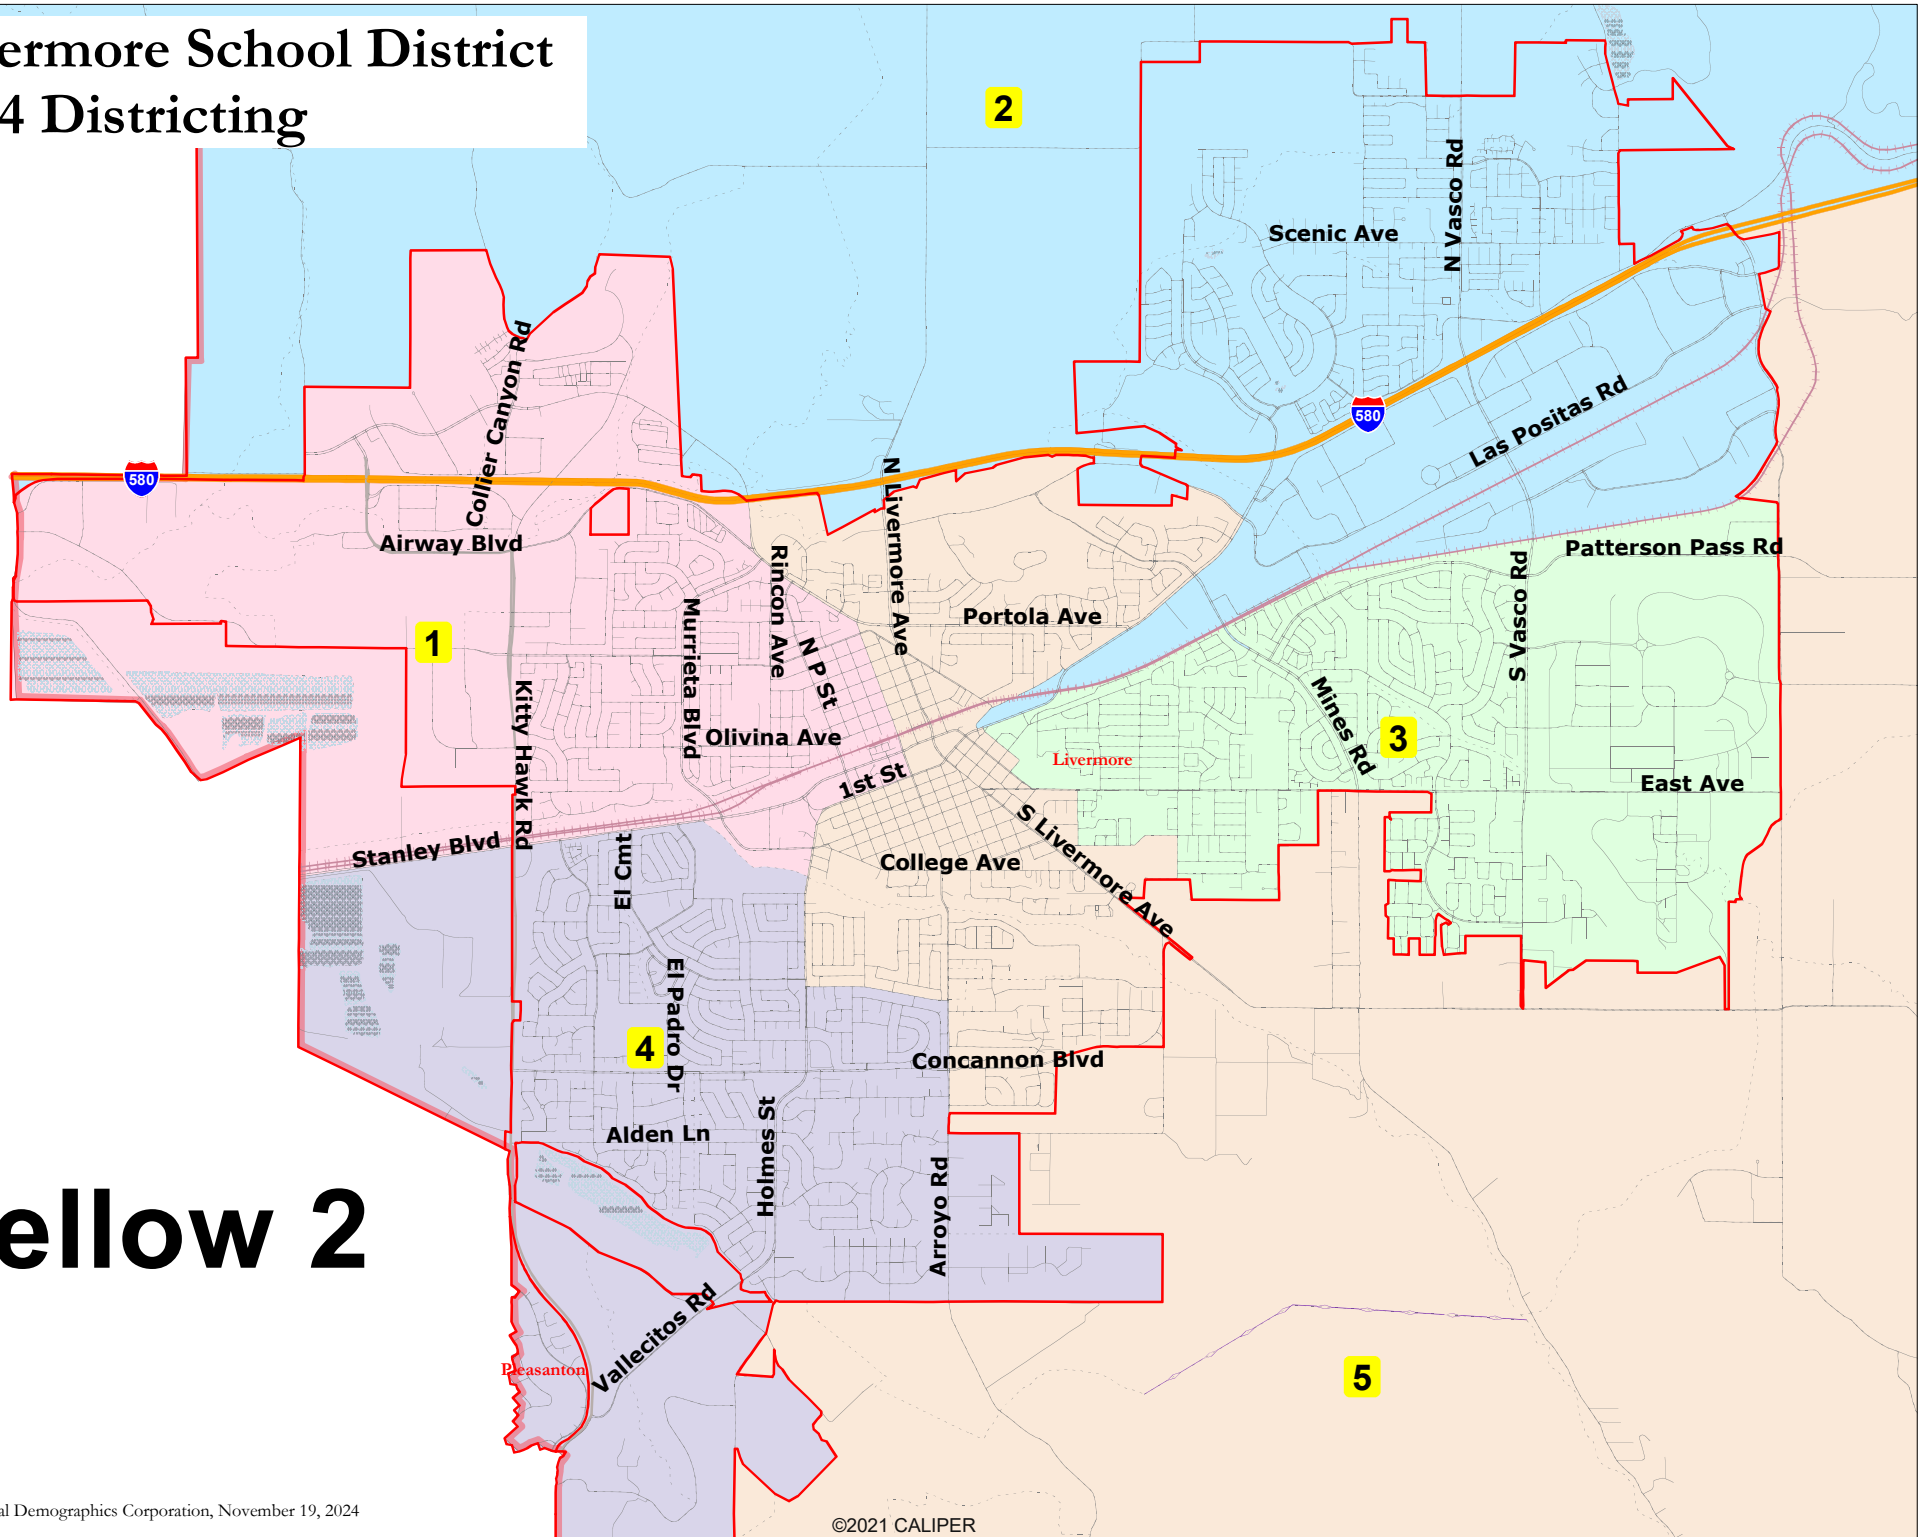 ermore School District
4 Districting
2
N Vasco Rd
Scenic Ave
Collier Canyon Rd
580
580
Las Positas Rd
N Livermore Ave
Airway Blvd
Patterson Pass Rd
Rincon Ave
S Vasco Rd
Murrieta Blvd
Portola Ave
1
N P St
Kitty Hawk Rd
Mines Rd
Olivina Ave
3
Livermore
1st St
East Ave
S Livermore Ave
Stanley Blvd
El Cmt
College Ave
El Padro Dr
4
Concannon Blvd
Alden Ln
Holmes St
Arroyo Rd
ellow 2
Vallecitos Rd
Pleasanton
5
al Demographics Corporation, November 19, 2024
©2021 CALIPER